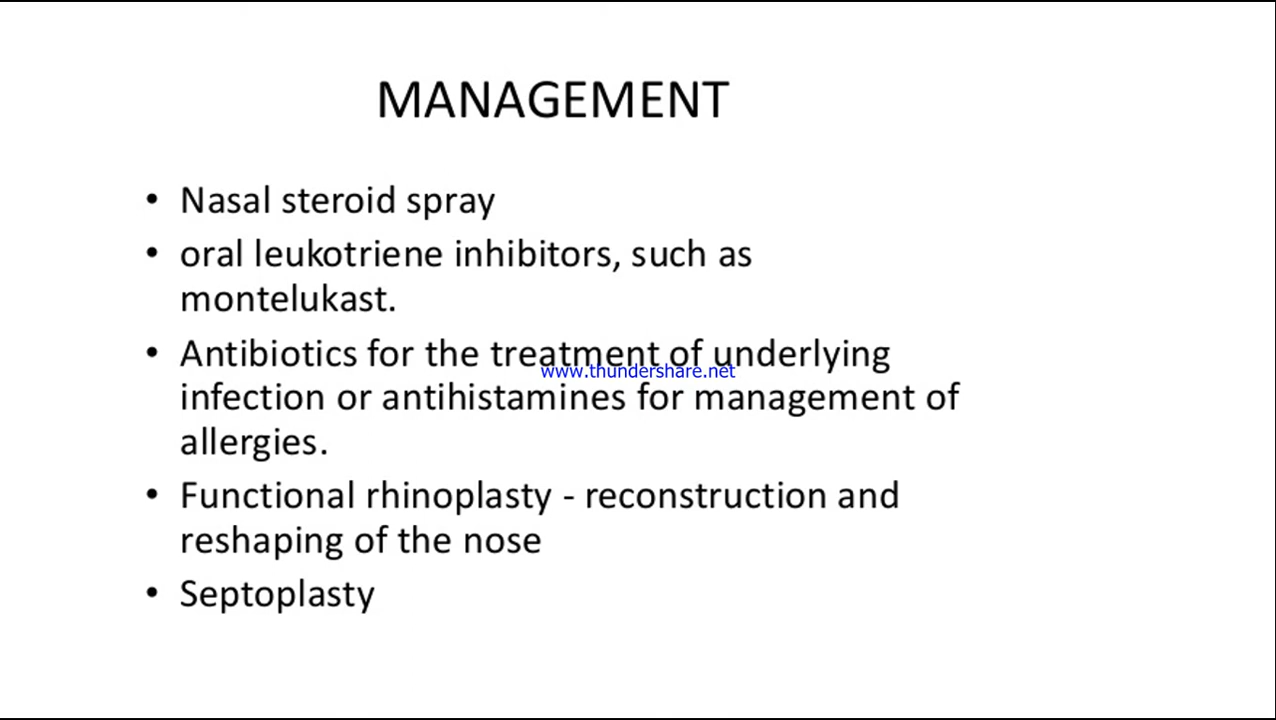 MANAGEMENT
• Nasal steroid spray
• oral leukotriene inhibitors, such as
montelukast.
• Antibiotics for the treatment of underlying
www.thundershare.net
infection or antihistamines for management of
allergies.
• Functional rhinoplasty - reconstruction and
reshaping of the nose
• Septoplasty